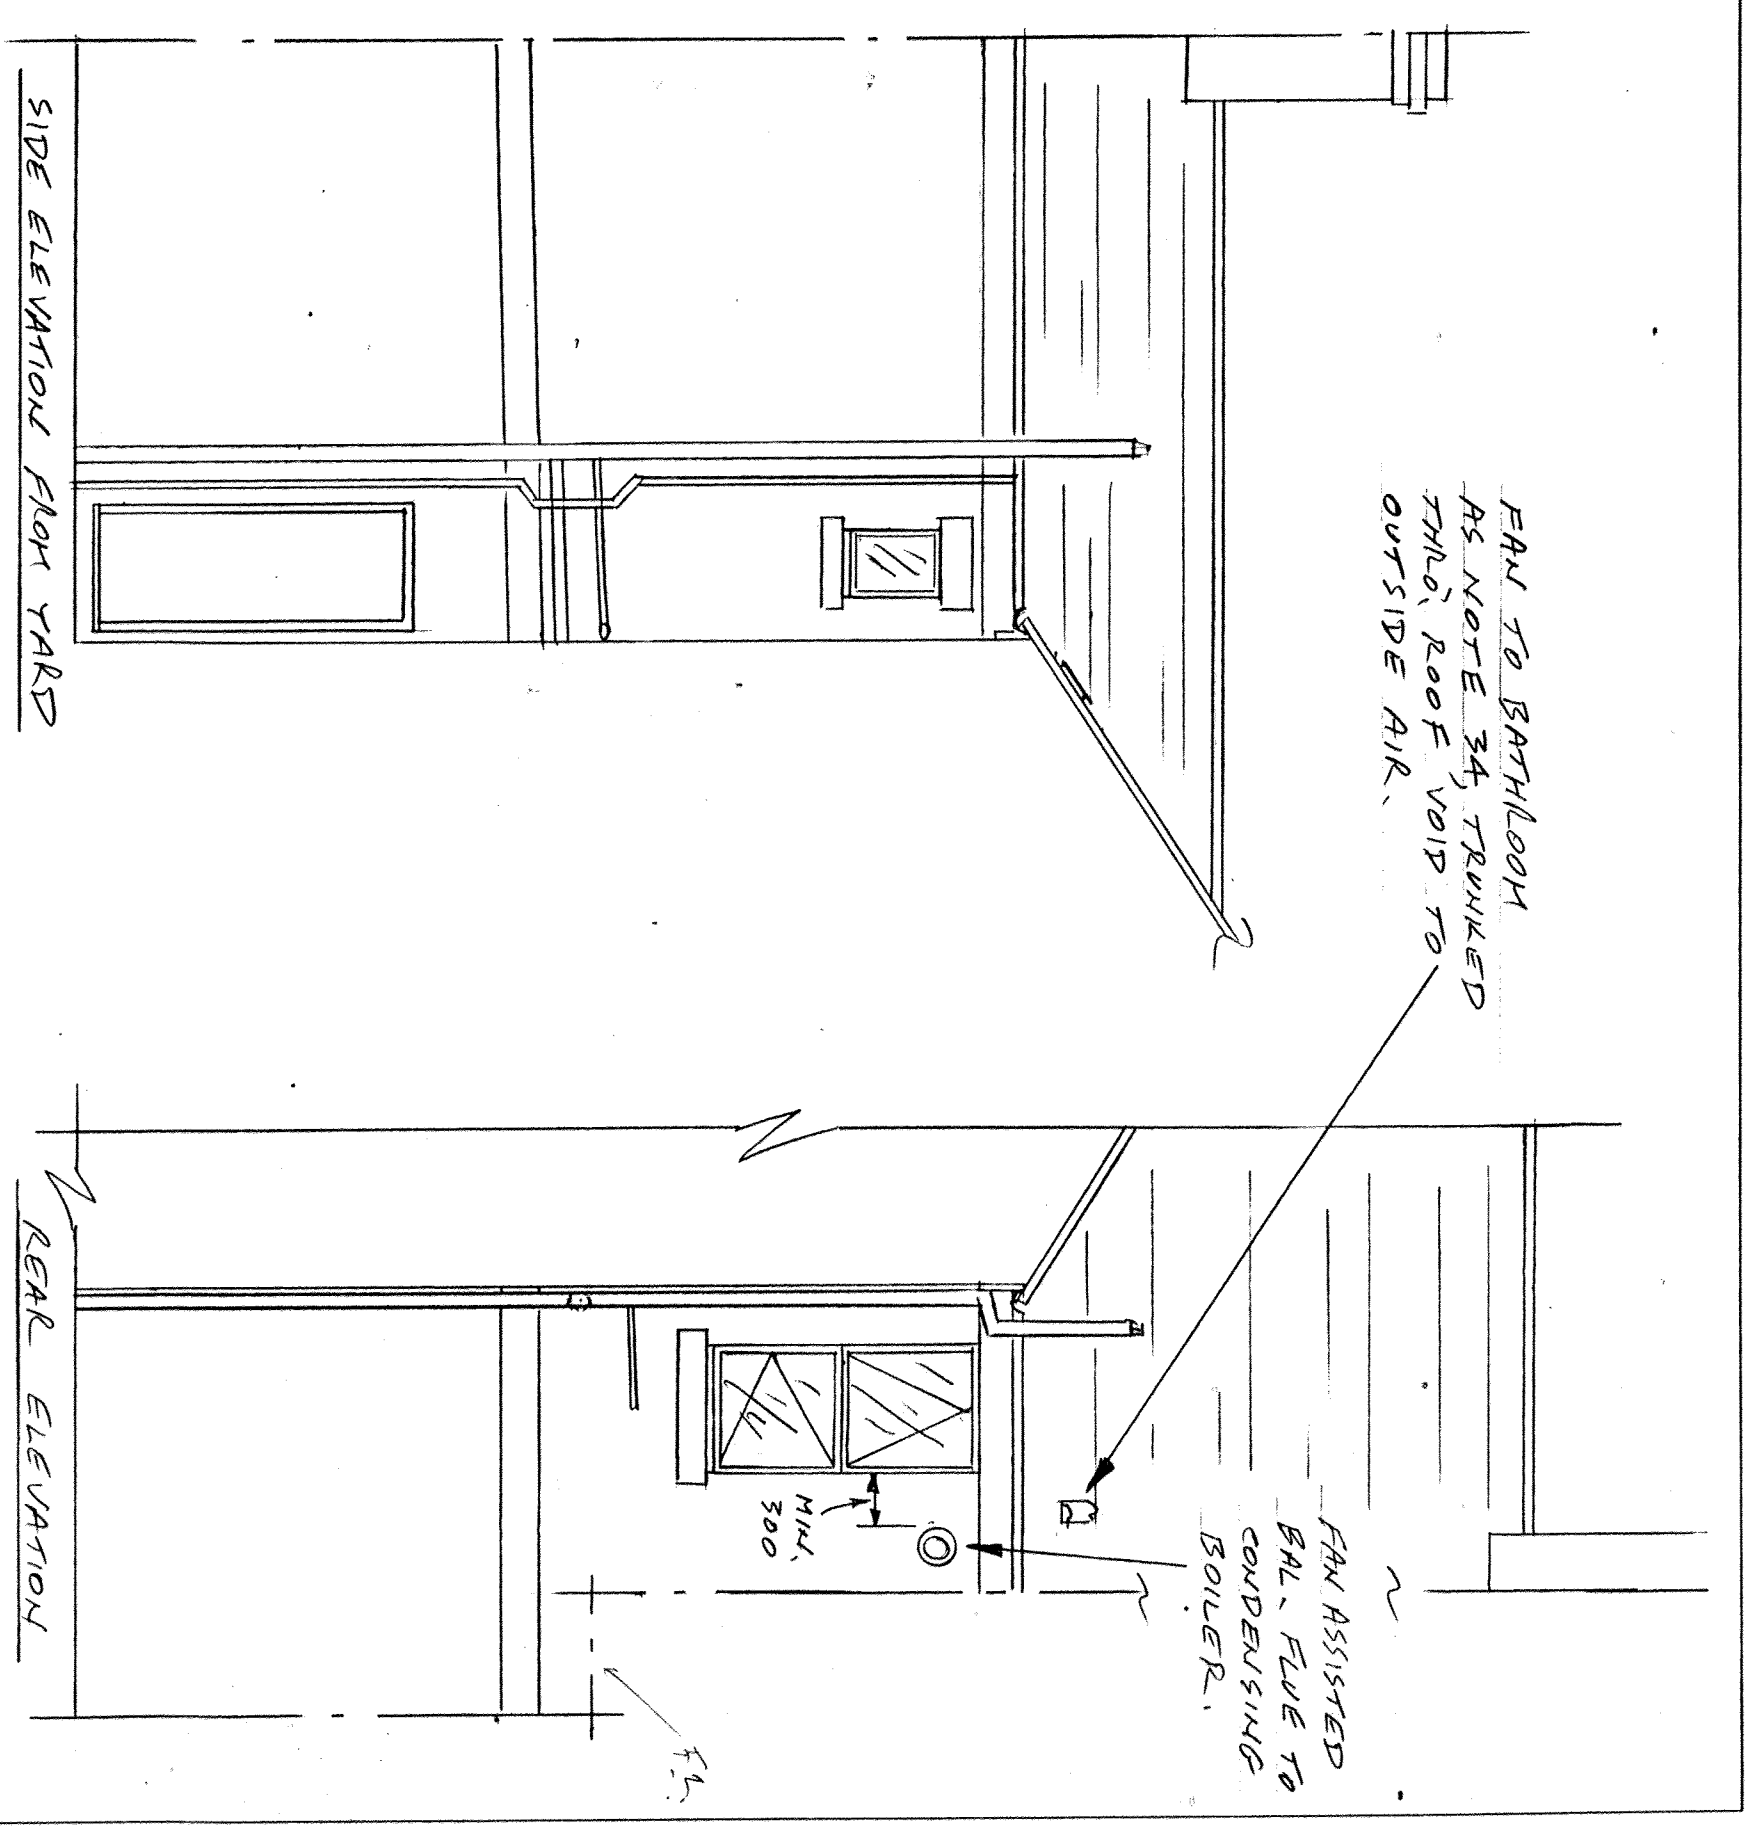 FAN TO BATHROOM
AS NOTE 34, TRUNKED
THRO' ROOF VOID TO
OUTSIDE AIR.
FAN ASSISTED
BAL. FLUE TO
CONDENSING
BOILER.
MIN.
300
SIDE ELEVATION FROM YARD
REAR ELEVATION